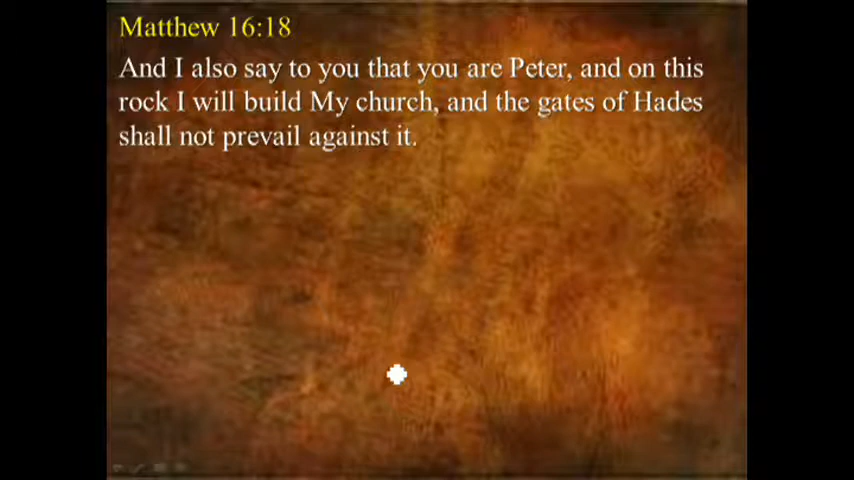 Matthew 16:18
And I also say to you that you are Peter, and on this
rock I will build My church, and the gates of Hades
shall not prevail against it.